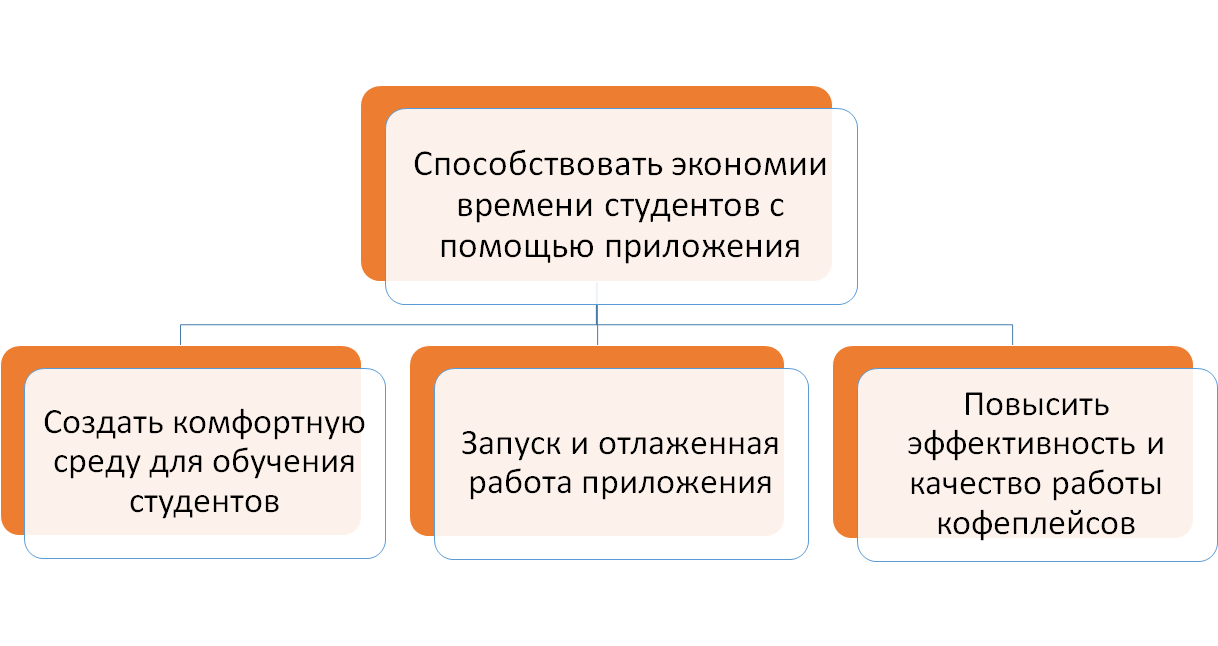 Способствовать экономии
времени студентов с
помощью приложения
Создать комфортную
среду для обучения
студентов
Запуск и отлаженная
работа приложения
Повысить
эффективность и
качество работы
кофеплейсов